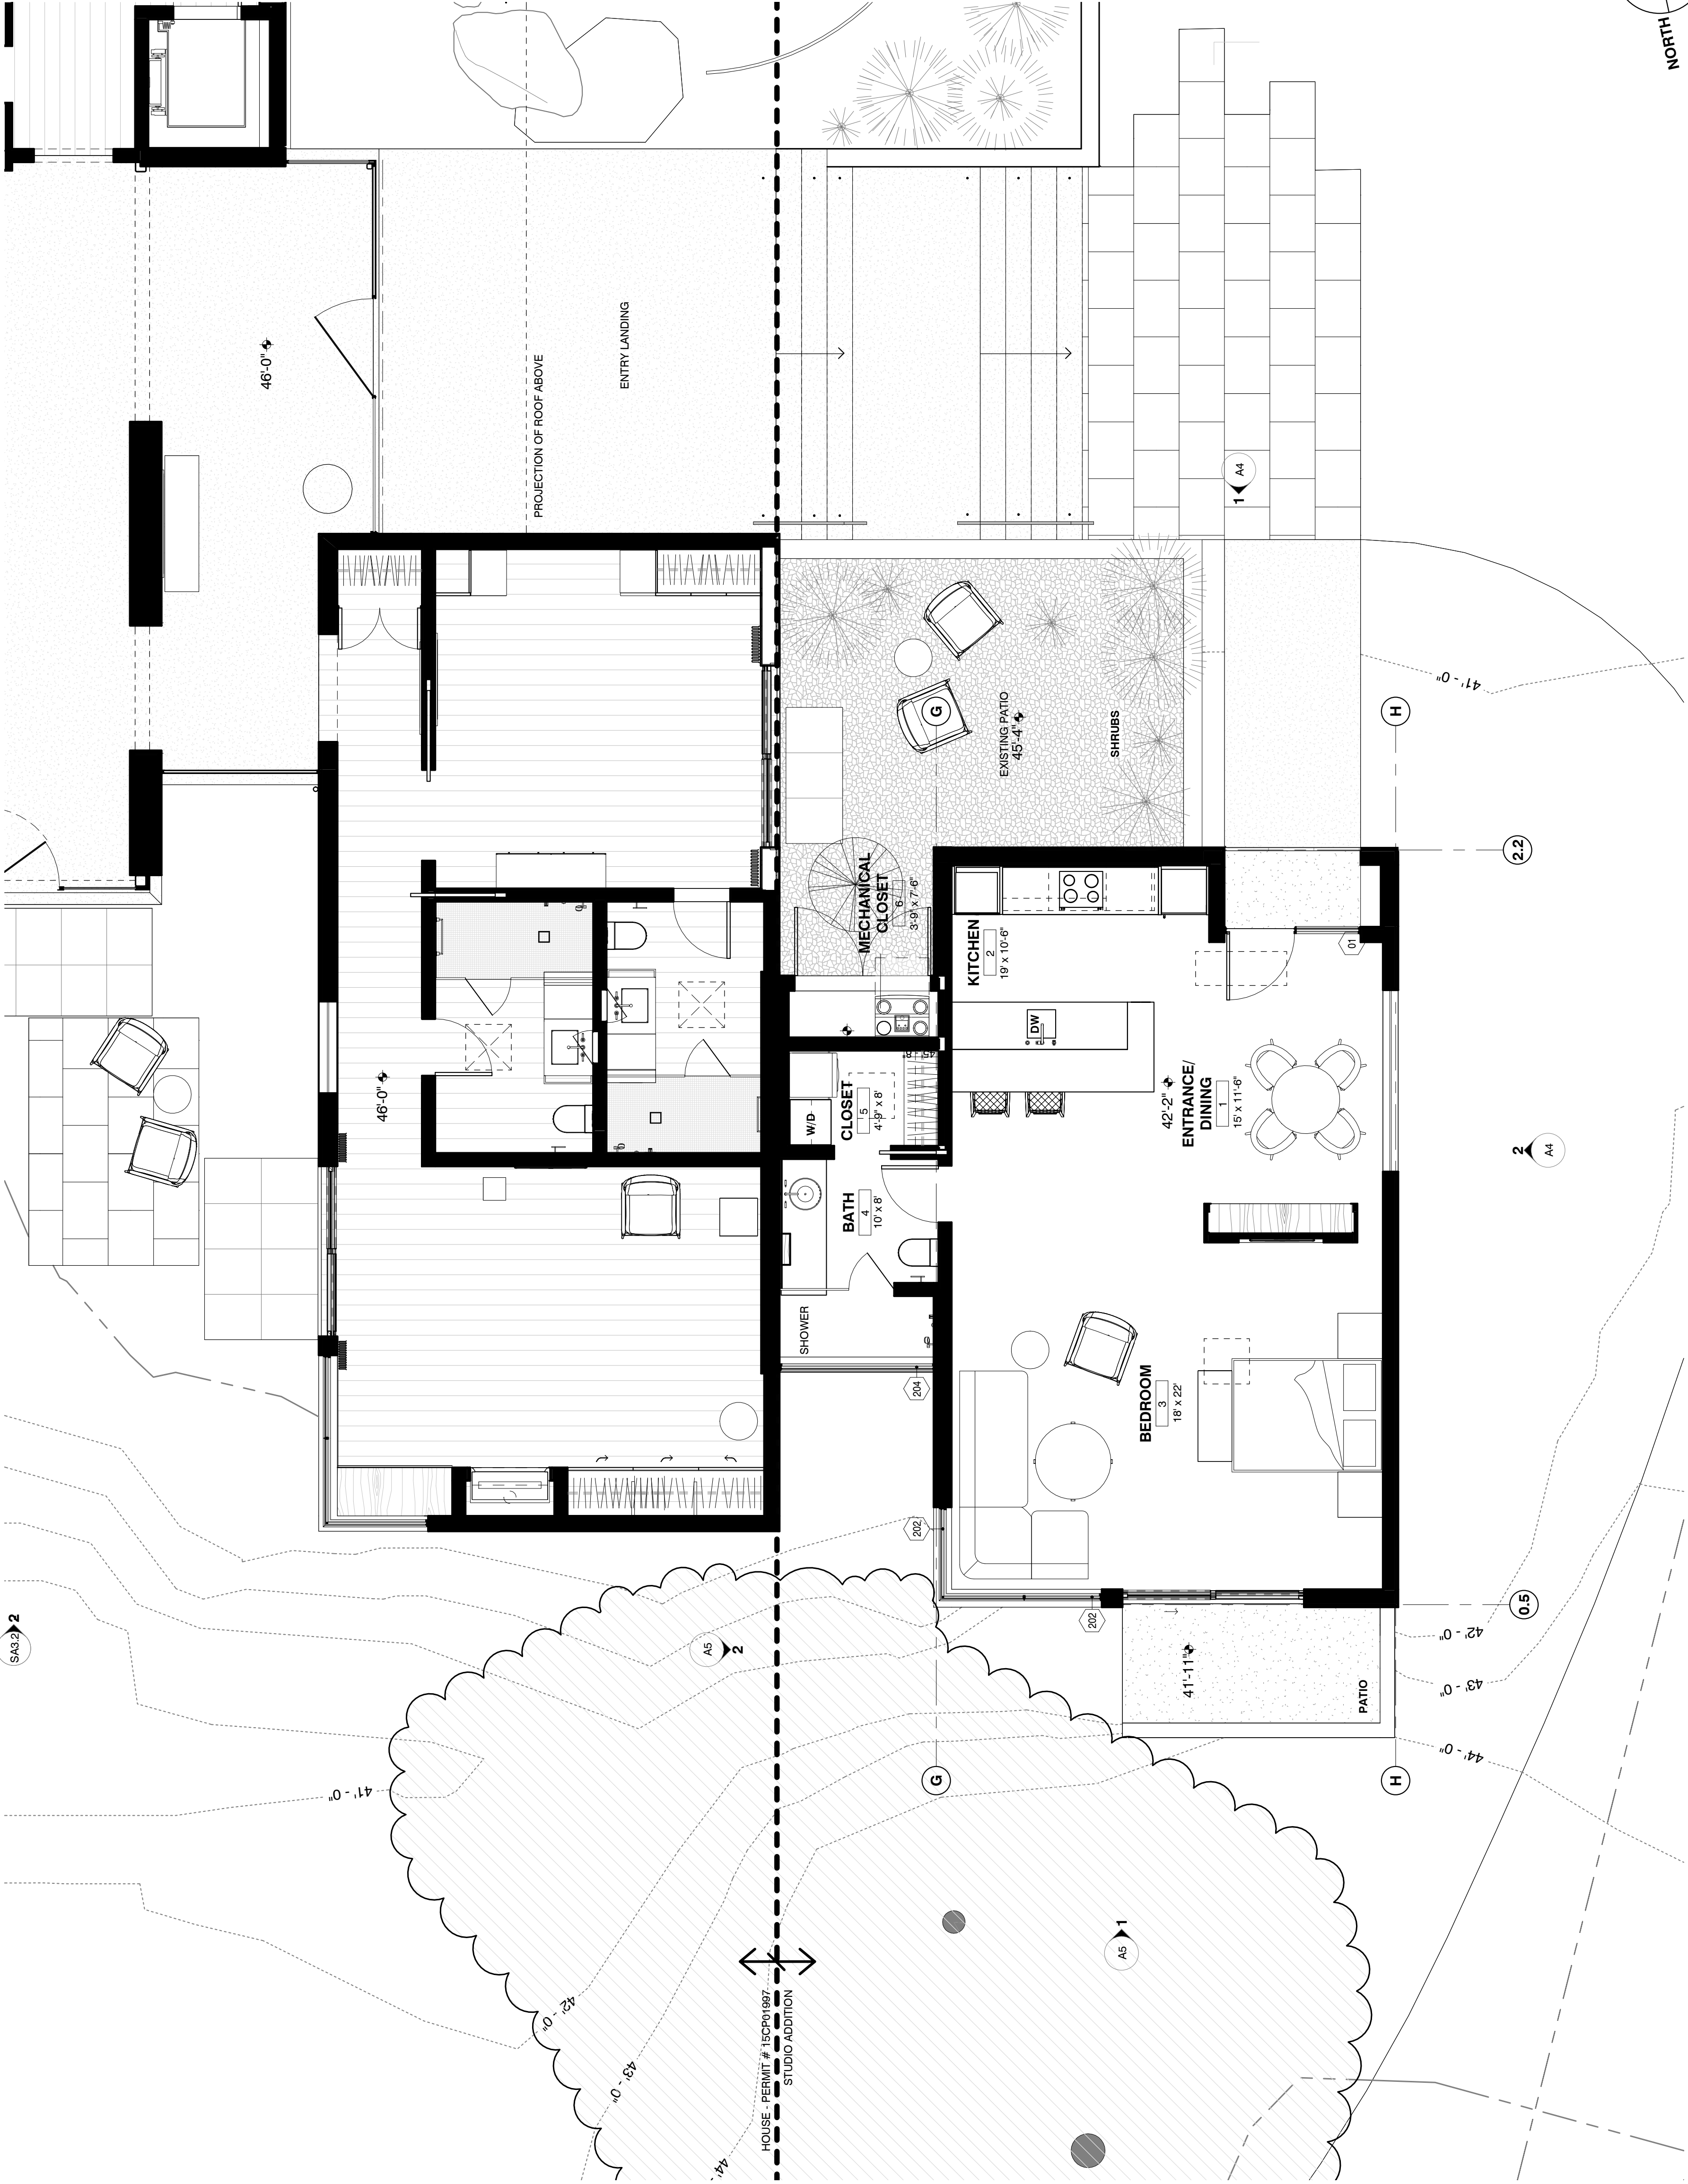 NORTH
46'-0"
PROJECTION OF ROOF ABOVE
ENTRY LANDING
1
A4
G
EXISTING PATIO
45'-4"
SHRUBS
41' - 0"
H
2.2
MECHANICAL
CLOSET
6
3'-9" x 7'-6"
KITCHEN
2
19' x 10'-6"
01
DW
46'-0"
45' - 8"
W/D
CLOSET
5
4'-9" x 8'
42'-2"
ENTRANCE/
DINING
1
15' x 11'-6"
2
A4
BATH
4
10' x 8'
SHOWER
204
BEDROOM
3
18' x 22'
202
202
0.5
SA3.2
2
A5
2
42' - 0"
41'-11"
43' - 0"
PATIO
44' - 0"
G
H
41' - 0"
A5
1
42' - 0"
43' - 0"
44' -
HOUSE - PERMIT # 15CP01997
STUDIO ADDITION